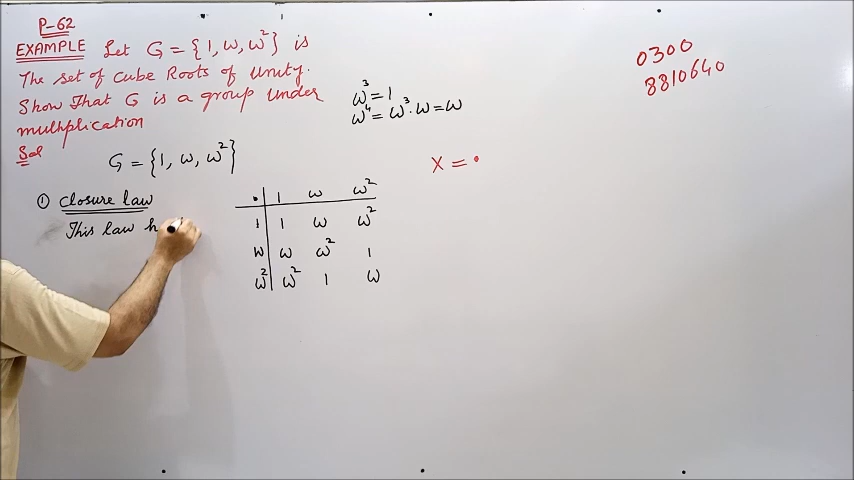 P-62
EXAMPLE Let G = {1, ω, ω²} is
The set of Cube Roots of Unity.
Show That G is a group under
multiplication
Sol
G = {1, ω, ω²}
① Closure law
This law h
ω³ = 1
ω⁴ = ω³ · ω = ω
X = •
• 1 ω ω²
1 1 ω ω²
ω ω ω² 1
ω² ω² 1 ω
0300
8810640